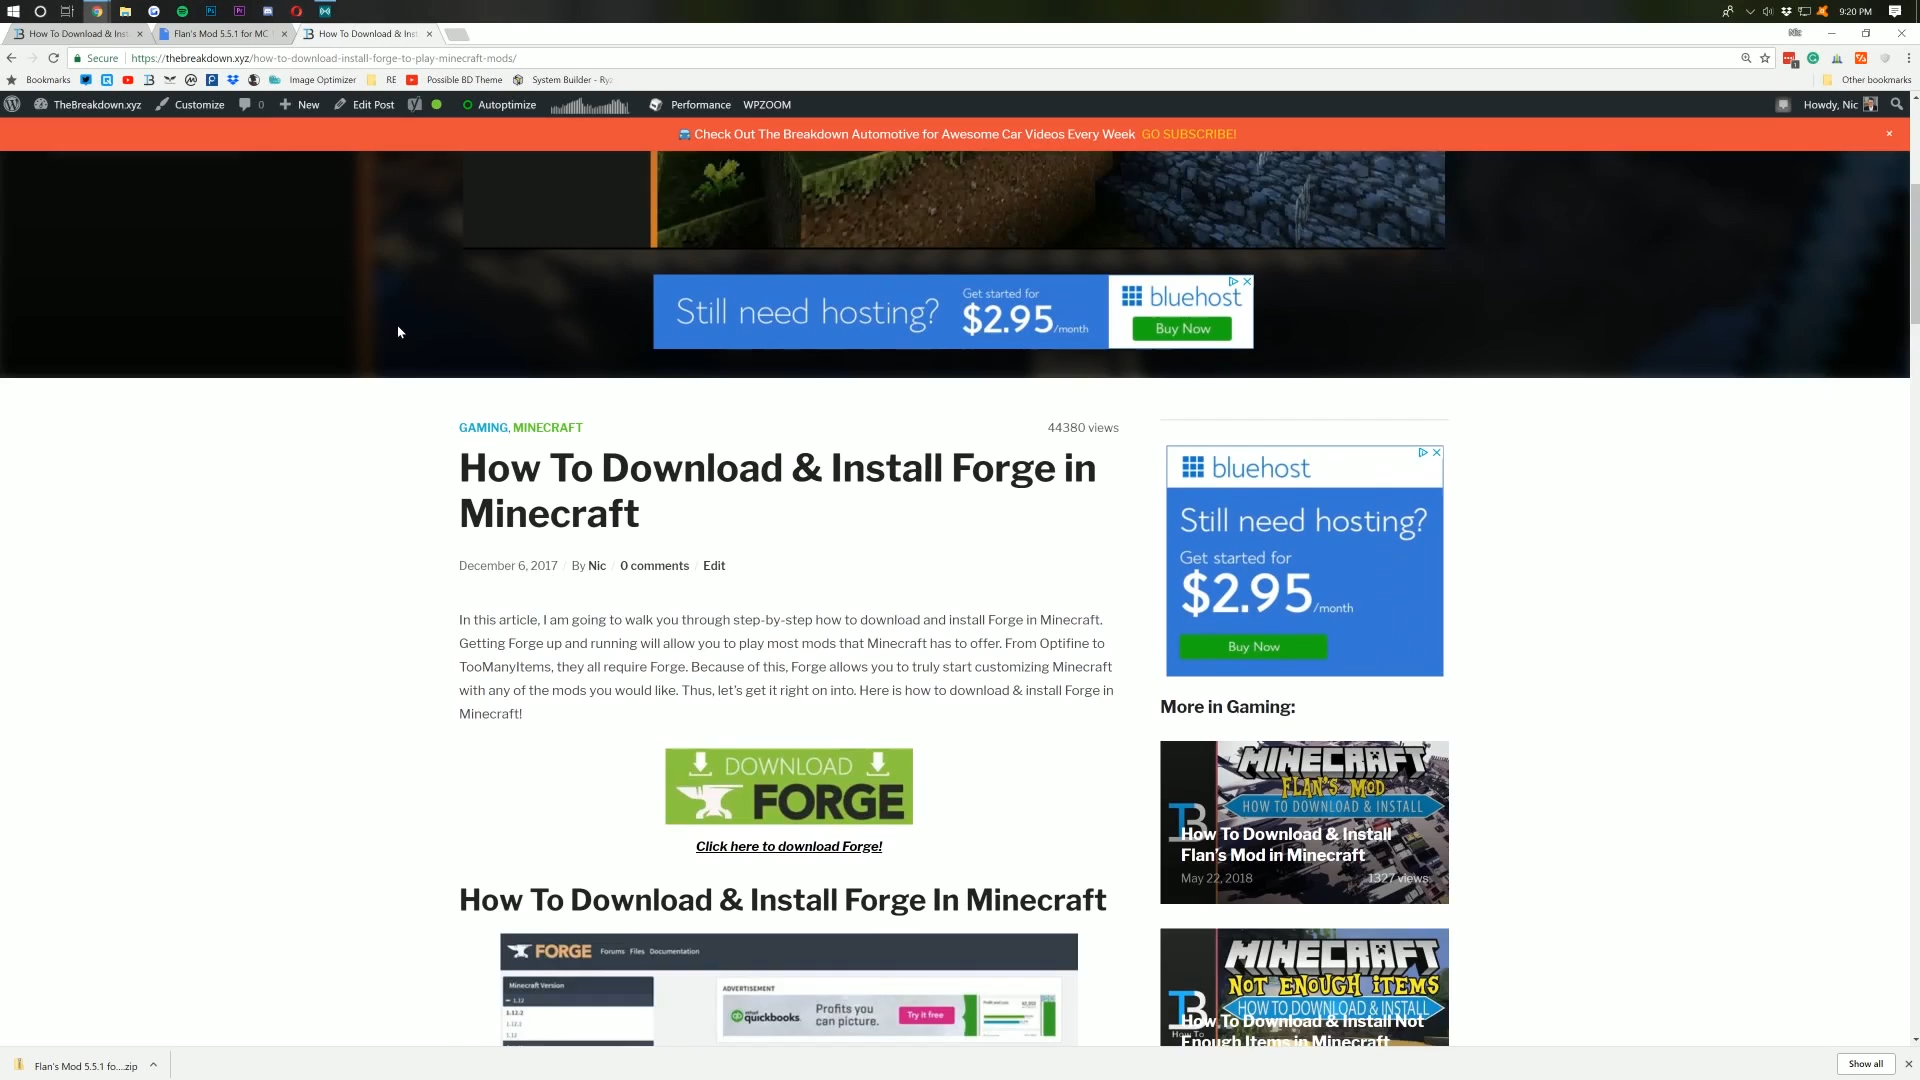 9:20 PM
How To Download & Inst
Flan's Mod 5.5.1 for MC
How To Download & Inst
Nic
Secure
https://thebreakdown.xyz/how-to-download-install-forge-to-play-minecraft-mods/
Bookmarks
Image Optimizer
RE
Possible BD Theme
System Builder - Ryz
Other bookmarks
TheBreakdown.xyz
Customize
0
New
Edit Post
Autoptimize
Performance
WPZOOM
Howdy, Nic
Check Out The Breakdown Automotive for Awesome Car Videos Every Week GO SUBSCRIBE!
Still need hosting?
Get started for
$2.95/month
bluehost
Buy Now
GAMING, MINECRAFT
44380 views
How To Download & Install Forge in
Minecraft
December 6, 2017 / By Nic / 0 comments / Edit
In this article, I am going to walk you through step-by-step how to download and install Forge in Minecraft.
Getting Forge up and running will allow you to play most mods that Minecraft has to offer. From Optifine to
TooManyItems, they all require Forge. Because of this, Forge allows you to truly start customizing Minecraft
with any of the mods you would like. Thus, let's get it right on into. Here is how to download & install Forge in
Minecraft!
DOWNLOAD
FORGE
Click here to download Forge!
How To Download & Install Forge In Minecraft
FORGE
Forums Files Documentation
Minecraft Version
1.12
1.12.2
1.12.1
1.12
ADVERTISEMENT
quickbooks.
Profits you
can picture.
Try it free
bluehost
Still need hosting?
Get started for
$2.95/month
Buy Now
More in Gaming:
MINECRAFT
FLAN'S MOD
HOW TO DOWNLOAD & INSTALL
How To Download & Install
Flan's Mod in Minecraft
May 22, 2018
1327 views
MINECRAFT
NOT ENOUGH ITEMS
HOW TO DOWNLOAD & INSTALL
How To Download & Install Not
Enough Items in Minecraft
Flan's Mod 5.5.1 fo....zip
Show all